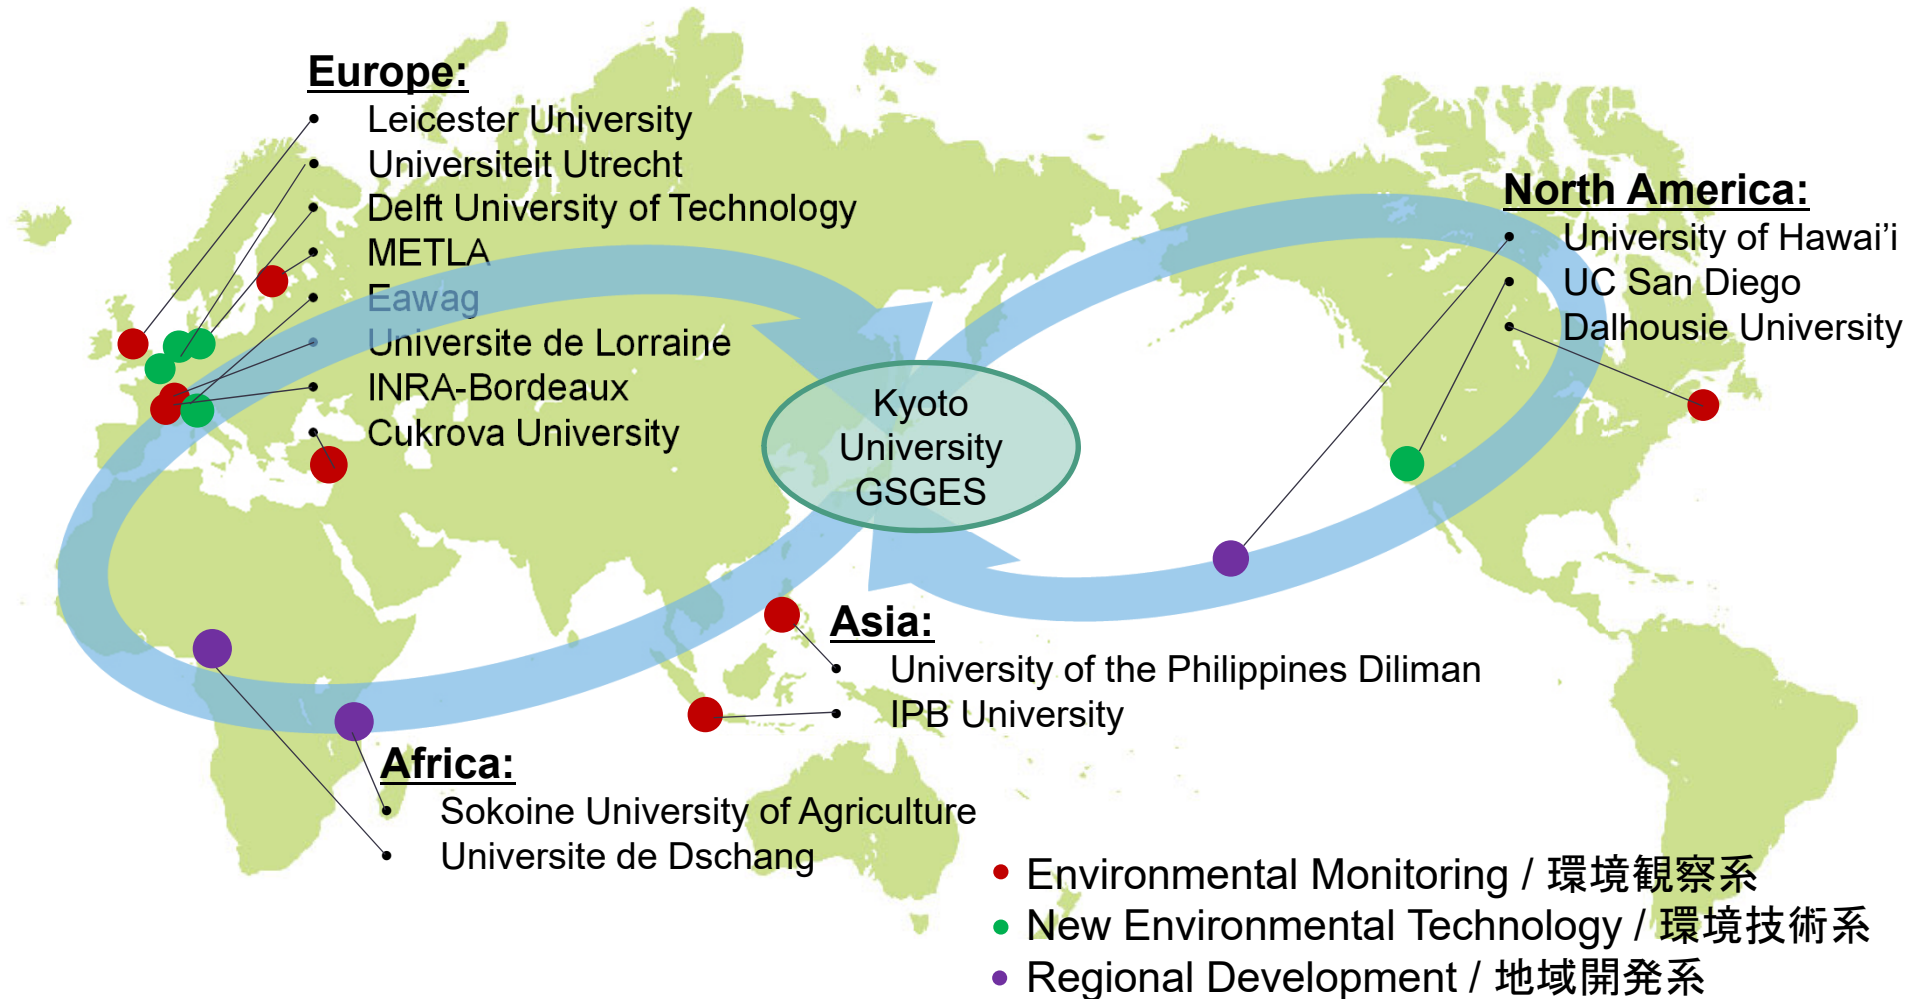 Europe:
• Leicester University
• Universiteit Utrecht
• Delft University of Technology
• METLA
• Eawag
• Universite de Lorraine
• INRA-Bordeaux
• Cukrova University
North America:
• University of Hawai’i
• UC San Diego
• Dalhousie University
Kyoto
University
GSGES
Asia:
• University of the Philippines Diliman
• IPB University
Africa:
• Sokoine University of Agriculture
• Universite de Dschang
• Environmental Monitoring / 環境観察系
• New Environmental Technology / 環境技術系
• Regional Development / 地域開発系